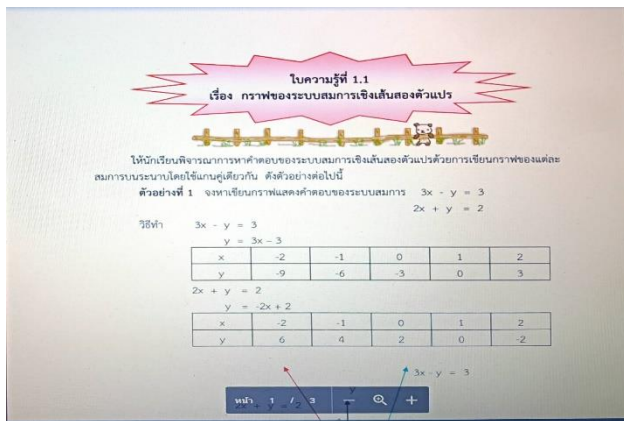 ใบความรู้ที่ 1.1
เรื่อง กราฟของระบบสมการเชิงเส้นสองตัวแปร
ให้นักเรียนพิจารณาการหาคำตอบของระบบสมการเชิงเส้นสองตัวแปรด้วยการเขียนกราฟของแต่ละ
สมการบนระนาบโดยใช้แกนคู่เดียวกัน ดังตัวอย่างต่อไปนี้
ตัวอย่างที่ 1 จงหาเขียนกราฟแสดงคำตอบของระบบสมการ 3x - y = 3
2x + y = 2
วิธีทำ 3x - y = 3
y = 3x – 3
x -2 -1 0 1 2
y -9 -6 -3 0 3
2x + y = 2
y = -2x + 2
x -2 -1 0 1 2
y 6 4 2 0 -2
3x - y = 3
y
หน้า 1 / 3 — +
2x + y = 2